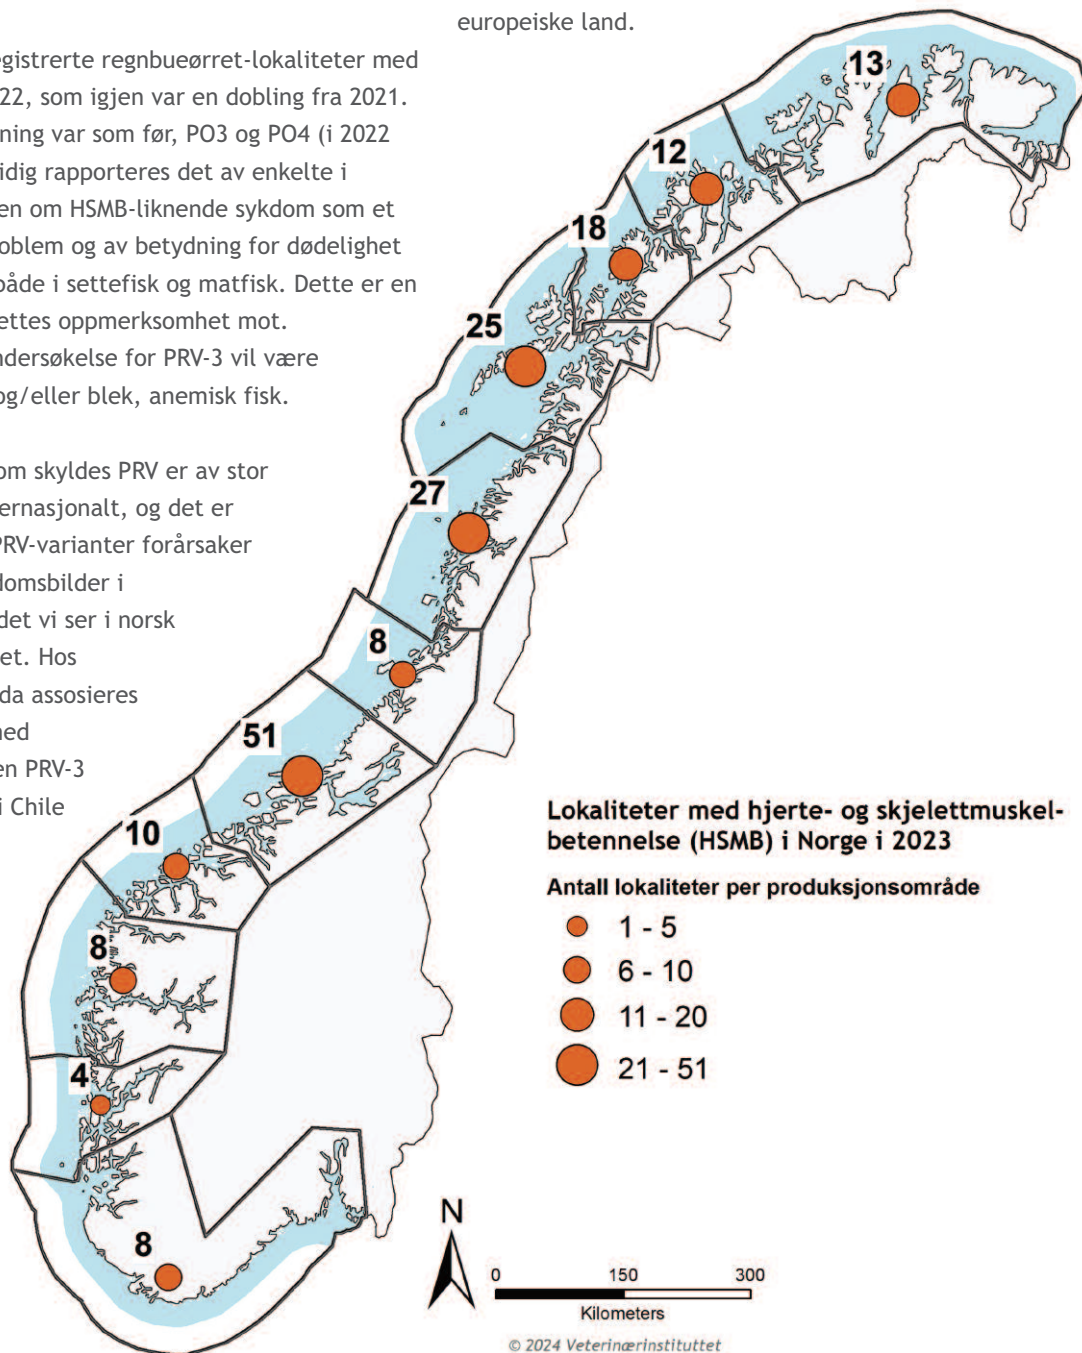 europeiske land.
egistrerte regnbueørret-lokaliteter med
22, som igjen var en dobling fra 2021.
ning var som før, PO3 og PO4 (i 2022
idig rapporteres det av enkelte i
en om HSMB-liknende sykdom som et
roblem og av betydning for dødelighet
både i settefisk og matfisk. Dette er en
ettes oppmerksomhet mot.
ndersøkelse for PRV-3 vil være
og/eller blek, anemisk fisk.
om skyldes PRV er av stor
ernasjonalt, og det er
PRV-varianter forårsaker
domsbilder i
det vi ser i norsk
et. Hos
da assosieres
ned
en PRV-3
i Chile
13
12
18
25
27
8
51
10
8
4
8
Lokaliteter med hjerte- og skjelettmuskel-
betennelse (HSMB) i Norge i 2023
Antall lokaliteter per produksjonsområde
1 - 5
6 - 10
11 - 20
21 - 51
N
0 150 300
Kilometers
© 2024 Veterinærinstituttet